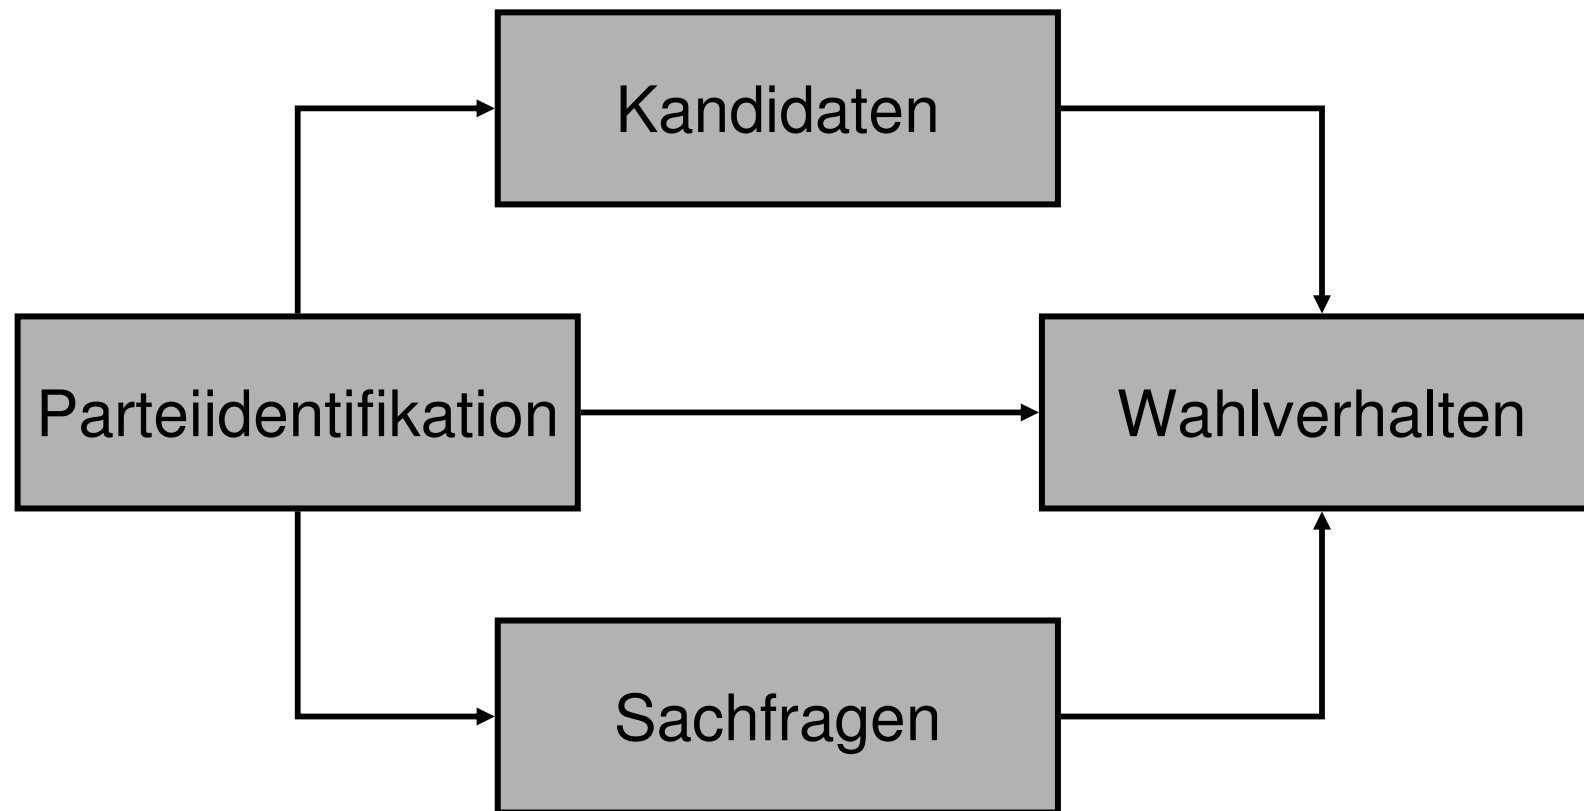 Kandidaten
Parteiidentifikation
Wahlverhalten
Sachfragen